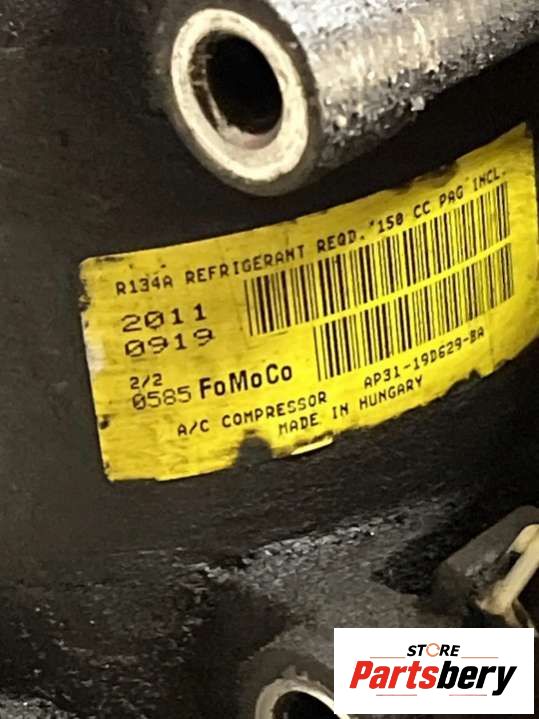 R134A REFRIGERANT REQD. 150 CC PAG INCL.
2011
0919
2/2
0585 FoMoCo
A/C COMPRESSOR AP31-19D629-BA
MADE IN HUNGARY
STORE
Partsbery